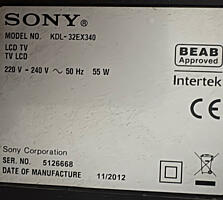 SONY
MODEL NO. KDL-32EX340
LCD TV
TV LCD
220 V - 240 V ~ 50 Hz 55 W
BEAB
Approved
Intertek
CE
Sony Corporation
SER. NO. 5126668
DATE OF MANUFACTURE 11/2012